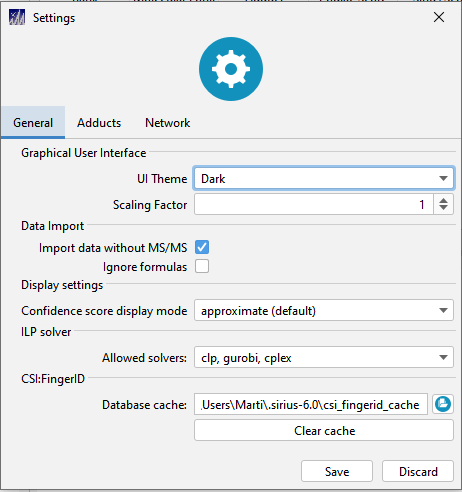 Settings
General Adducts Network
Graphical User Interface
UI Theme Dark
Scaling Factor 1
Data Import
Import data without MS/MS
Ignore formulas
Display settings
Confidence score display mode approximate (default)
ILP solver
Allowed solvers: clp, gurobi, cplex
CSI:FingerID
Database cache: .Users\Marti\.sirius-6.0\csi_fingerid_cache
Clear cache
Save Discard